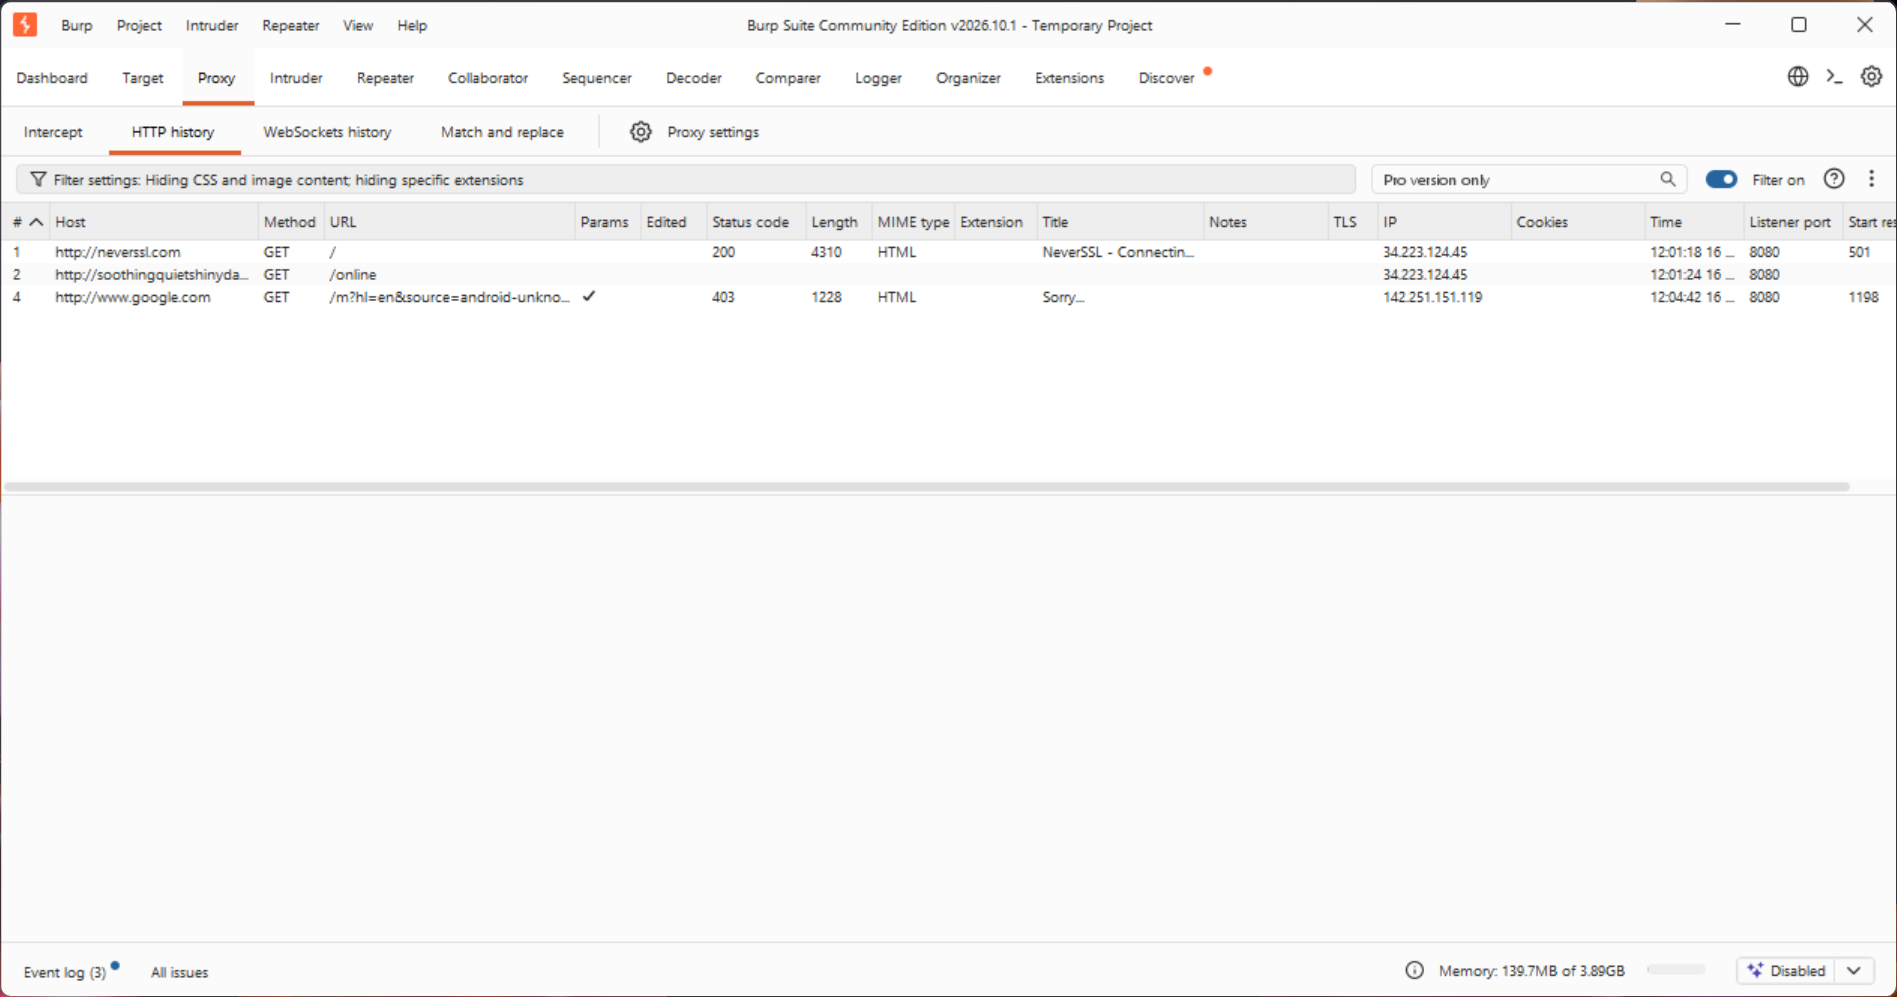 Burp Project Intruder Repeater View Help Burp Suite Community Edition v2026.10.1 - Temporary Project
Dashboard Target Proxy Intruder Repeater Collaborator Sequencer Decoder Comparer Logger Organizer Extensions Discover
Intercept HTTP history WebSockets history Match and replace Proxy settings
Filter settings: Hiding CSS and image content; hiding specific extensions Pro version only Filter on
# Host Method URL Params Edited Status code Length MIME type Extension Title Notes TLS IP Cookies Time Listener port Start res
1 http://neverssl.com GET / 200 4310 HTML NeverSSL - Connectin... 34.223.124.45 12:01:18 16 ... 8080 501
2 http://soothingquietshinyda... GET /online 34.223.124.45 12:01:24 16 ... 8080
4 http://www.google.com GET /m?hl=en&source=android-unkno... ✓ 403 1228 HTML Sorry... 142.251.151.119 12:04:42 16 ... 8080 1198
Event log (3) All issues Memory: 139.7MB of 3.89GB Disabled